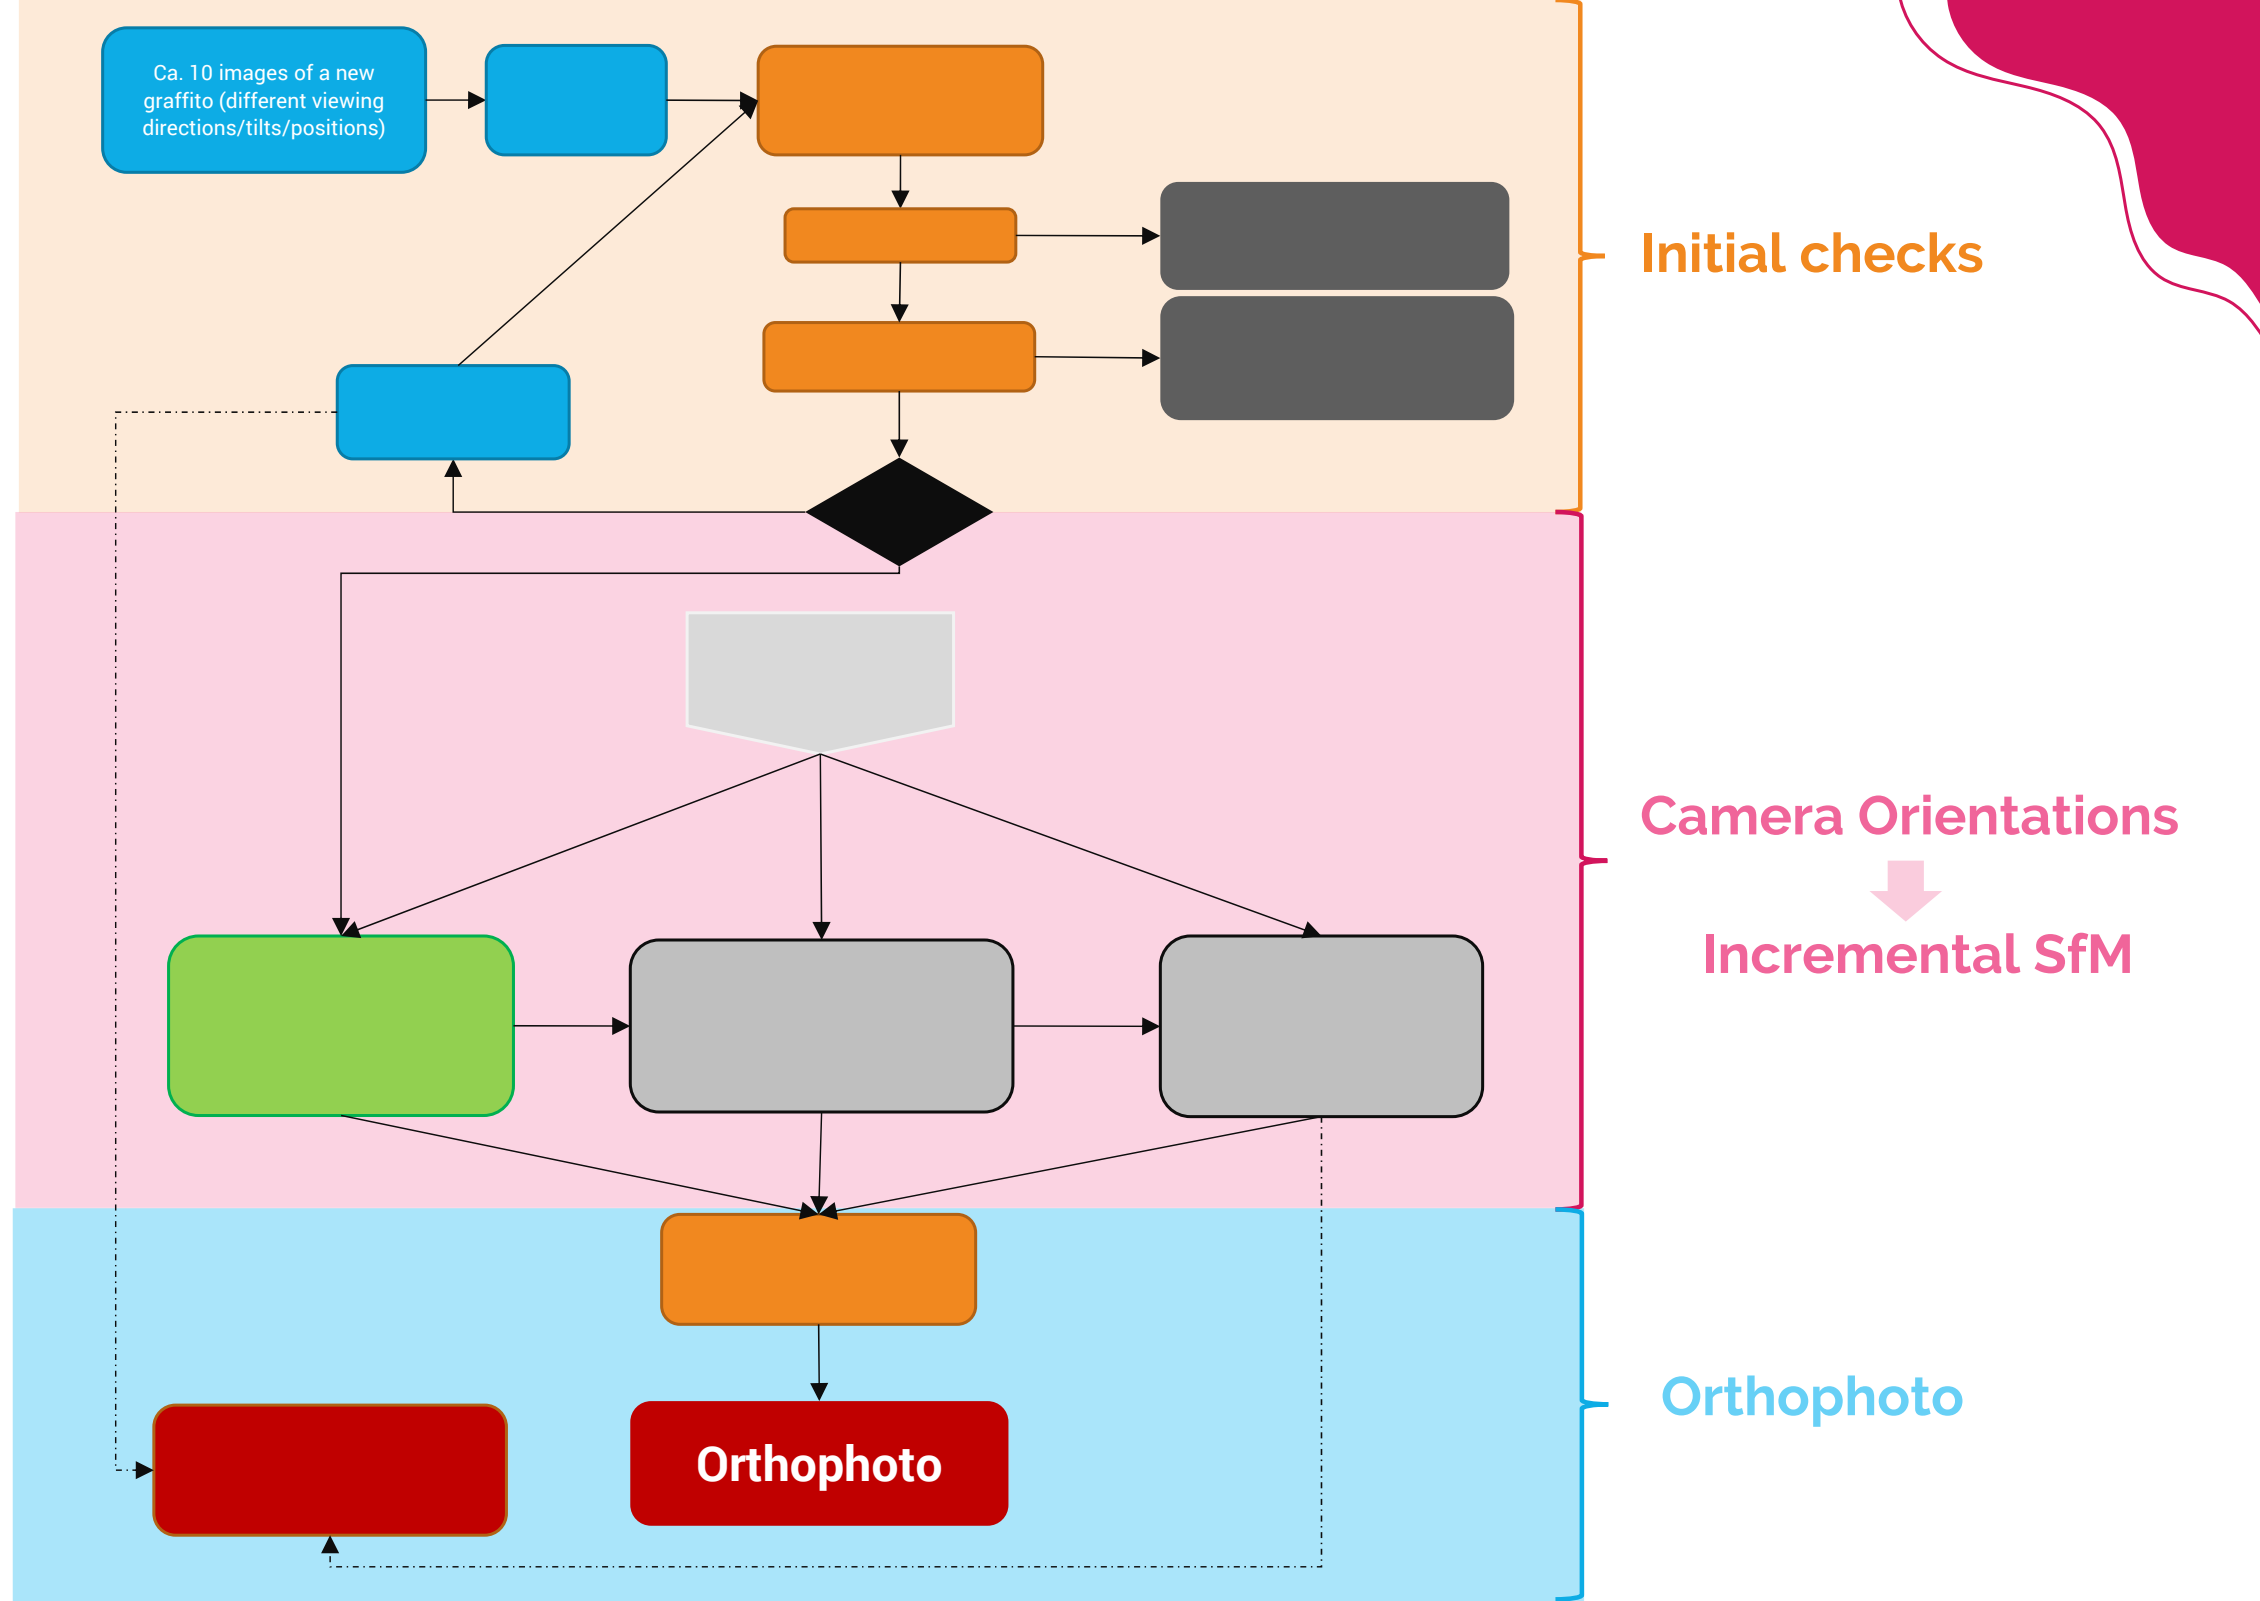 Ca. 10 images of a new
graffito (different viewing
directions/tilts/positions)
Initial checks
Camera Orientations
Incremental SfM
Orthophoto
Orthophoto